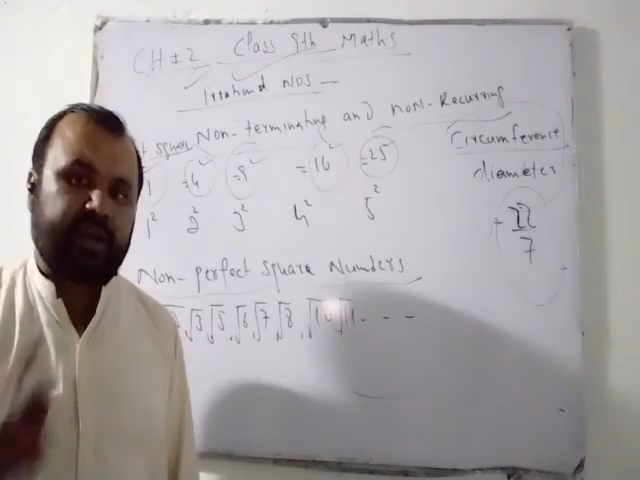 CH # 2 Class 9th Maths
Irrational NOS —
t square Non-terminating and non-Recurring
1 =4 =9 =16 =25
1² 2² 3² 4² 5²
Circumference
diameter
22
7
Non-perfect square Numbers
√3 √5, √6 √7 √8, √10 √11 - - -